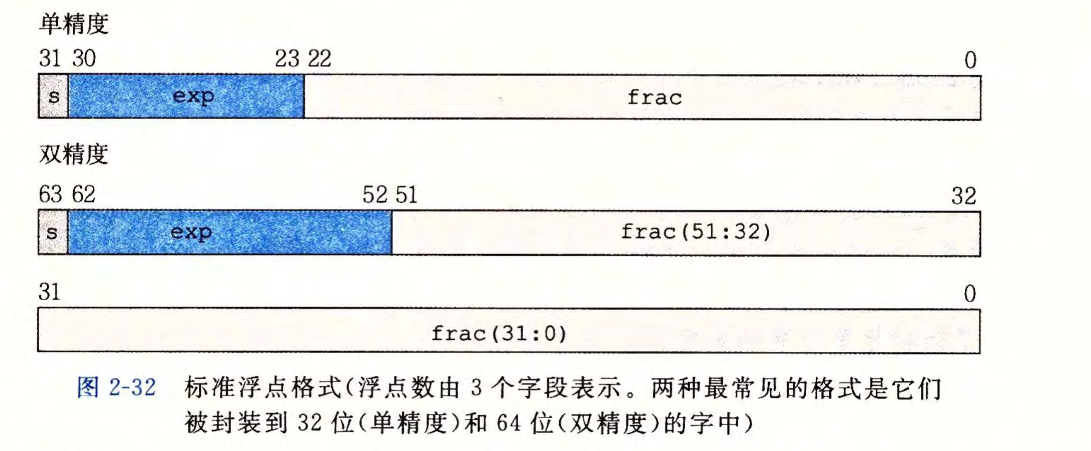 单精度
31 30 23 22 0
s exp frac
双精度
63 62 52 51 32
s exp frac(51:32)
31 0
frac(31:0)
图 2-32 标准浮点格式(浮点数由 3 个字段表示。两种最常见的格式是它们
被封装到 32 位(单精度)和 64 位(双精度)的字中)